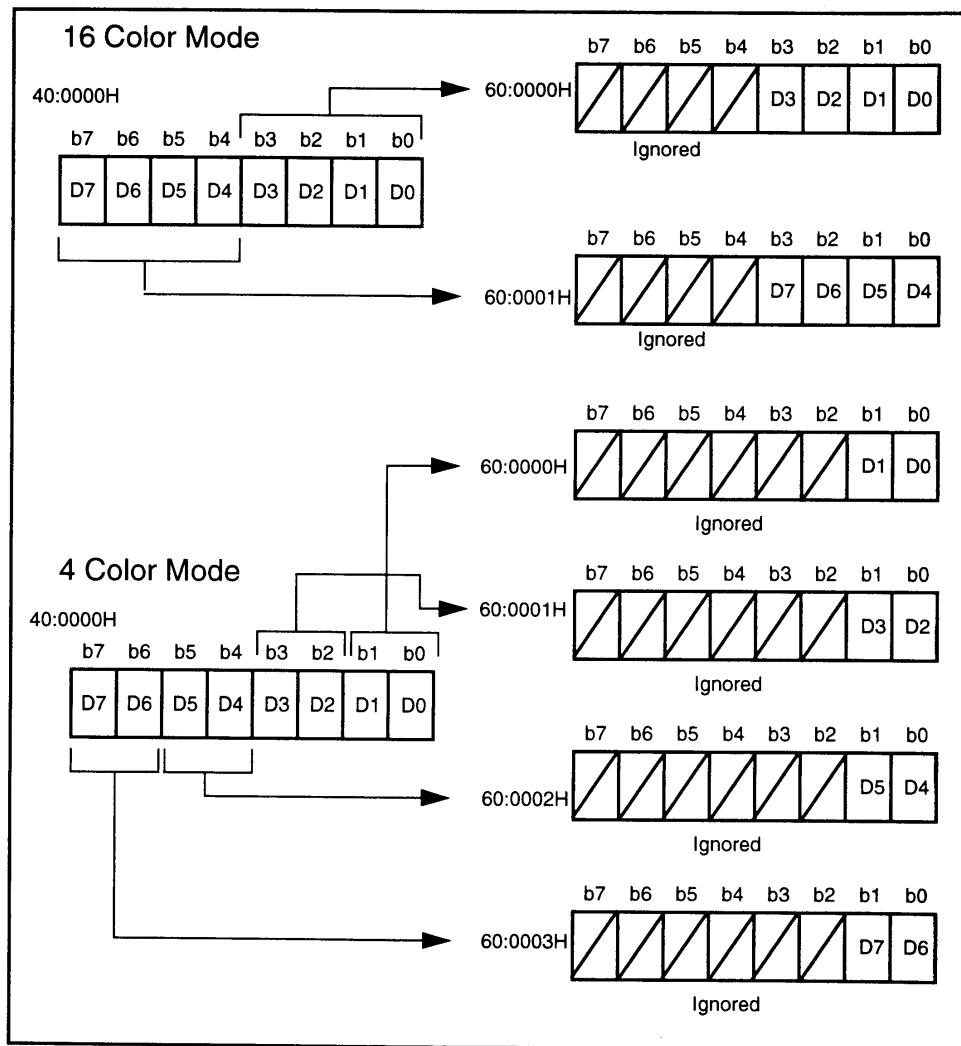 16 Color Mode
40:0000H
b7 b6 b5 b4 b3 b2 b1 b0
D7 D6 D5 D4 D3 D2 D1 D0
b7 b6 b5 b4 b3 b2 b1 b0
60:0000H
D3 D2 D1 D0
Ignored
b7 b6 b5 b4 b3 b2 b1 b0
60:0001H
D7 D6 D5 D4
Ignored
4 Color Mode
40:0000H
b7 b6 b5 b4 b3 b2 b1 b0
D7 D6 D5 D4 D3 D2 D1 D0
b7 b6 b5 b4 b3 b2 b1 b0
60:0000H
D1 D0
Ignored
b7 b6 b5 b4 b3 b2 b1 b0
60:0001H
D3 D2
Ignored
b7 b6 b5 b4 b3 b2 b1 b0
60:0002H
D5 D4
Ignored
b7 b6 b5 b4 b3 b2 b1 b0
60:0003H
D7 D6
Ignored